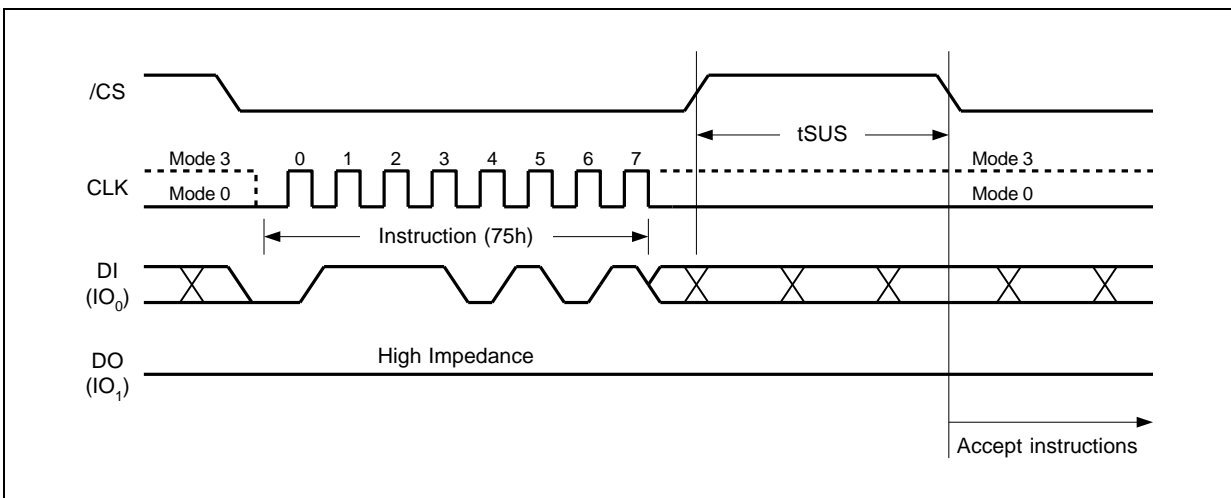 /CS
tSUS
Mode 3 0 1 2 3 4 5 6 7 Mode 3
CLK
Mode 0 Mode 0
Instruction (75h)
DI
(IO0)
High Impedance
DO
(IO1)
Accept instructions